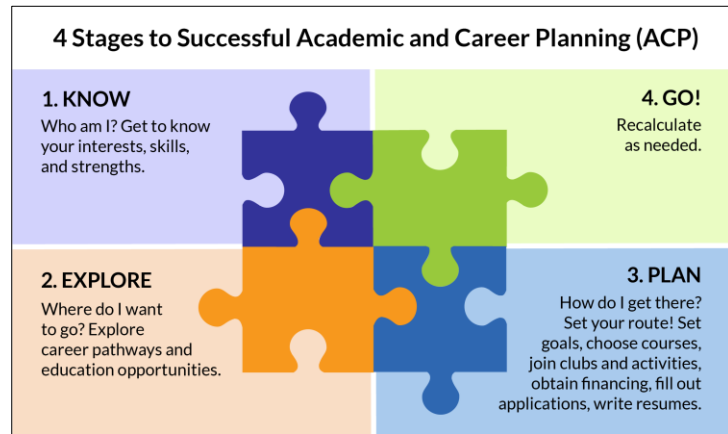 4 Stages to Successful Academic and Career Planning (ACP)
1. KNOW
Who am I? Get to know
your interests, skills,
and strengths.
2. EXPLORE
Where do I want
to go? Explore
career pathways and
education opportunities.
3. PLAN
How do I get there?
Set your route! Set
goals, choose courses,
join clubs and activities,
obtain financing, fill out
applications, write resumes.
4. GO!
Recalculate
as needed.